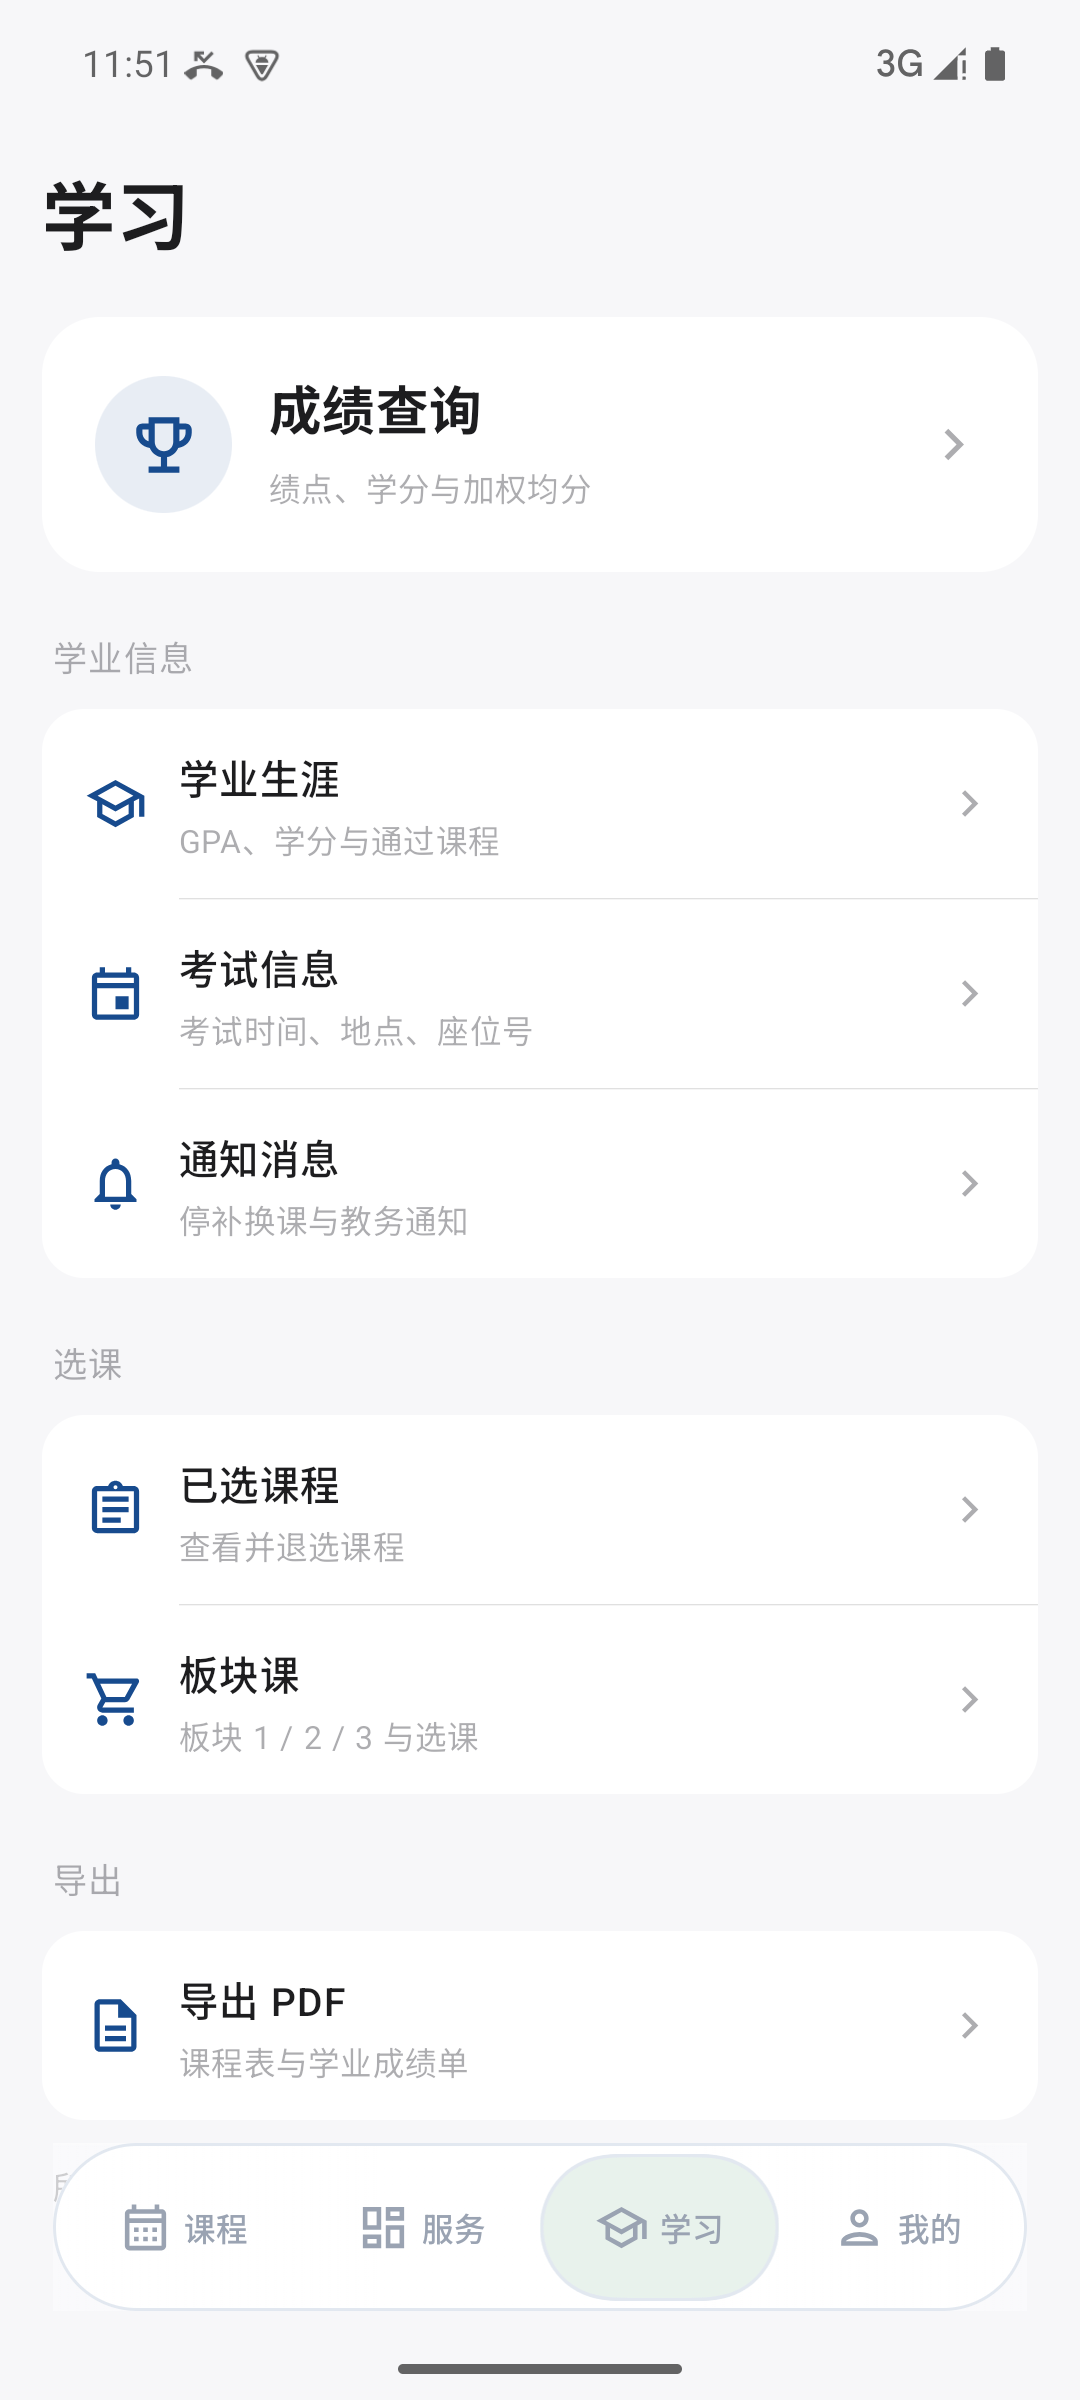 11:51
3G
学习
成绩查询
绩点、学分与加权均分
学业信息
学业生涯
GPA、学分与通过课程
考试信息
考试时间、地点、座位号
通知消息
停补换课与教务通知
选课
已选课程
查看并退选课程
板块课
板块 1 / 2 / 3 与选课
导出
导出 PDF
课程表与学业成绩单
课程
服务
学习
我的